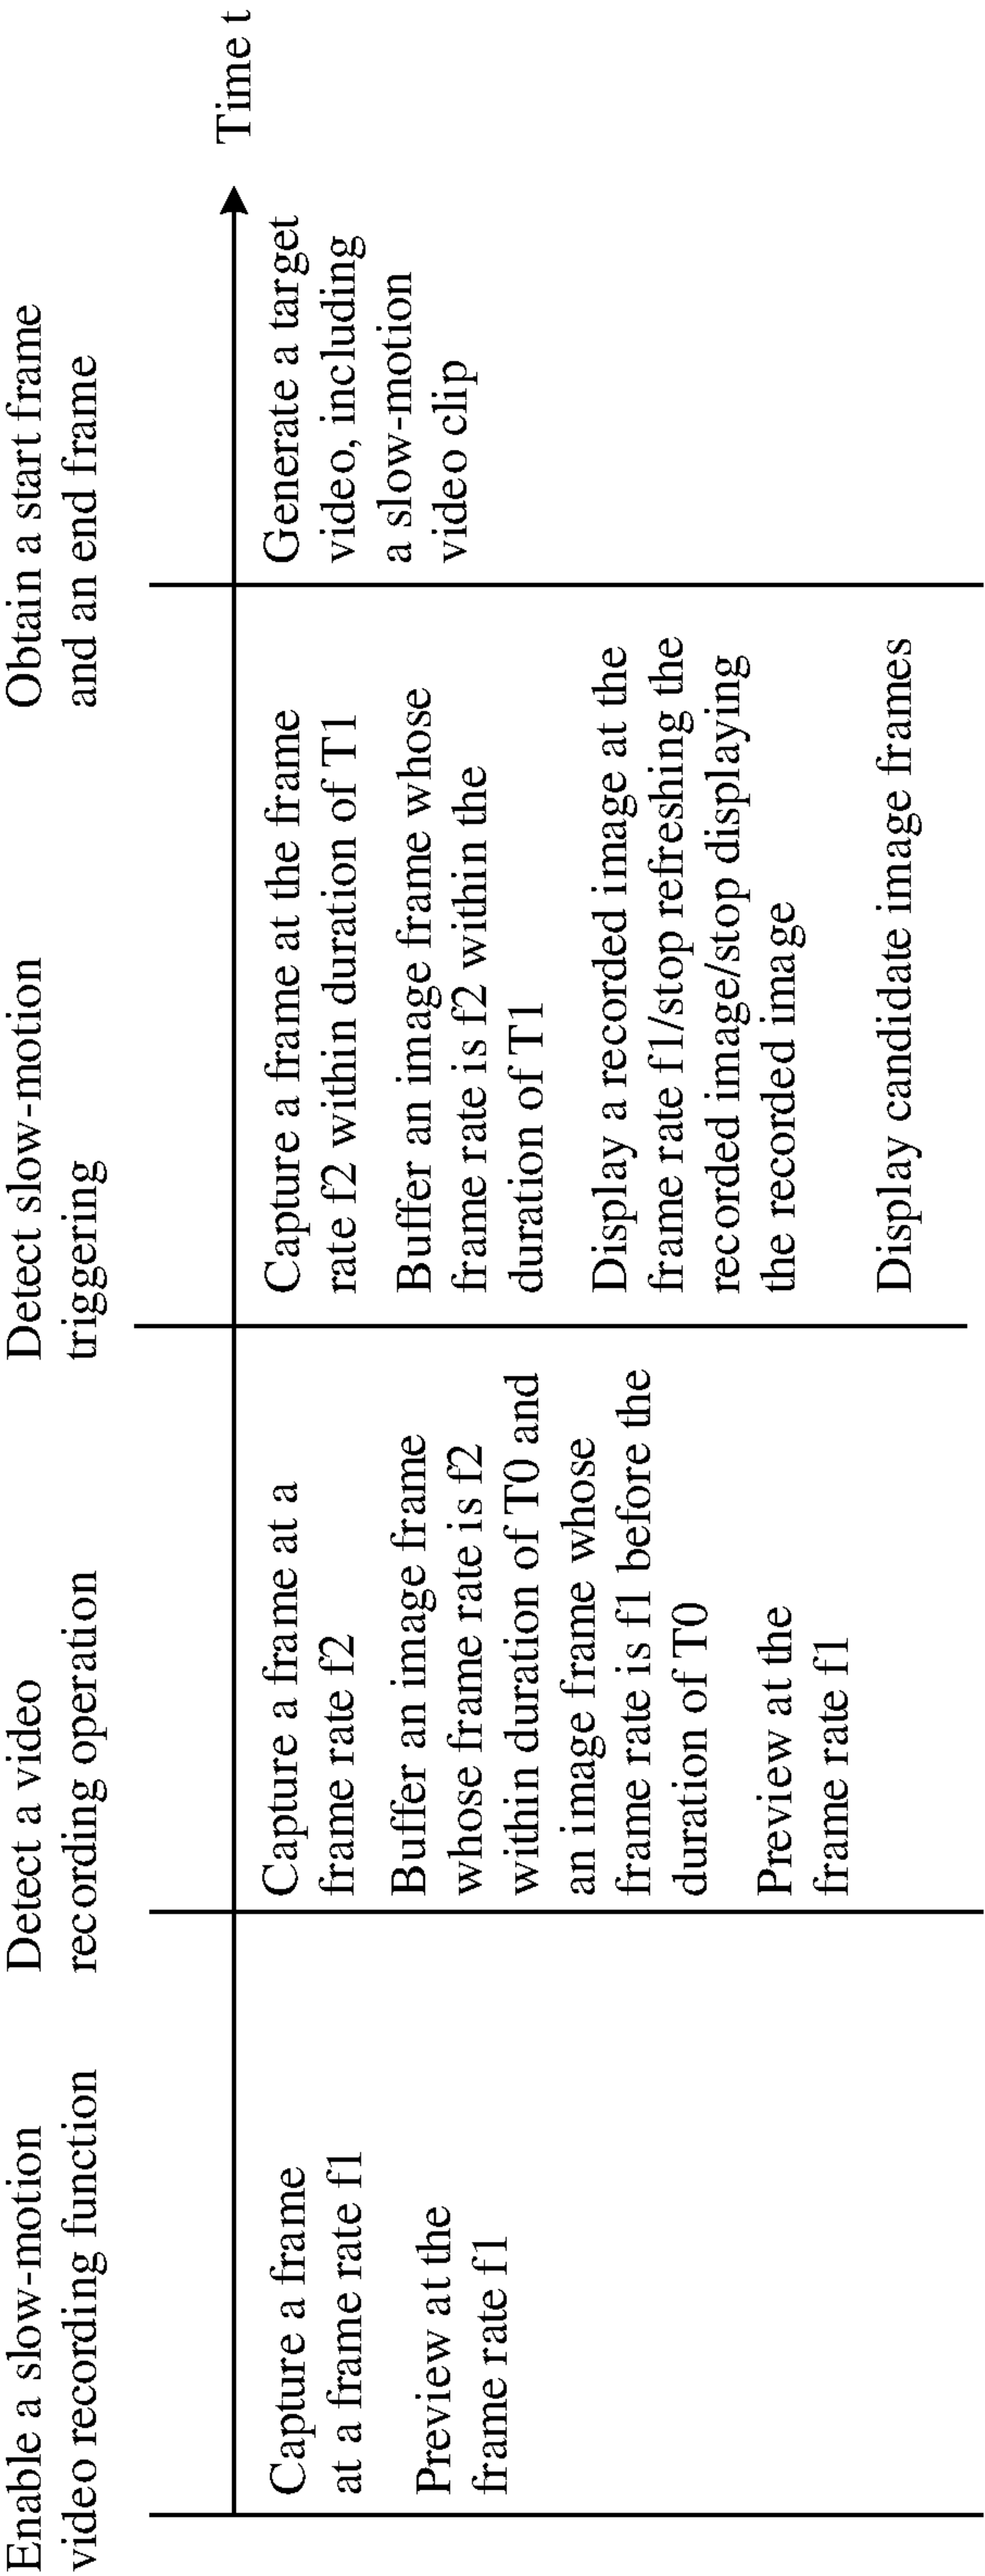 Enable a slow-motion
video recording function
Detect a video
recording operation
Detect slow-motion
triggering
Obtain a start frame
and an end frame
Time t
Capture a frame
at a frame rate f1
Preview at the
frame rate f1
Capture a frame at a
frame rate f2
Buffer an image frame
whose frame rate is f2
within duration of T0 and
an image frame whose
frame rate is f1 before the
duration of T0
Preview at the
frame rate f1
Capture a frame at the frame
rate f2 within duration of T1
Buffer an image frame whose
frame rate is f2 within the
duration of T1
Display a recorded image at the
frame rate f1/stop refreshing the
recorded image/stop displaying
the recorded image
Display candidate image frames
Generate a target
video, including
a slow-motion
video clip